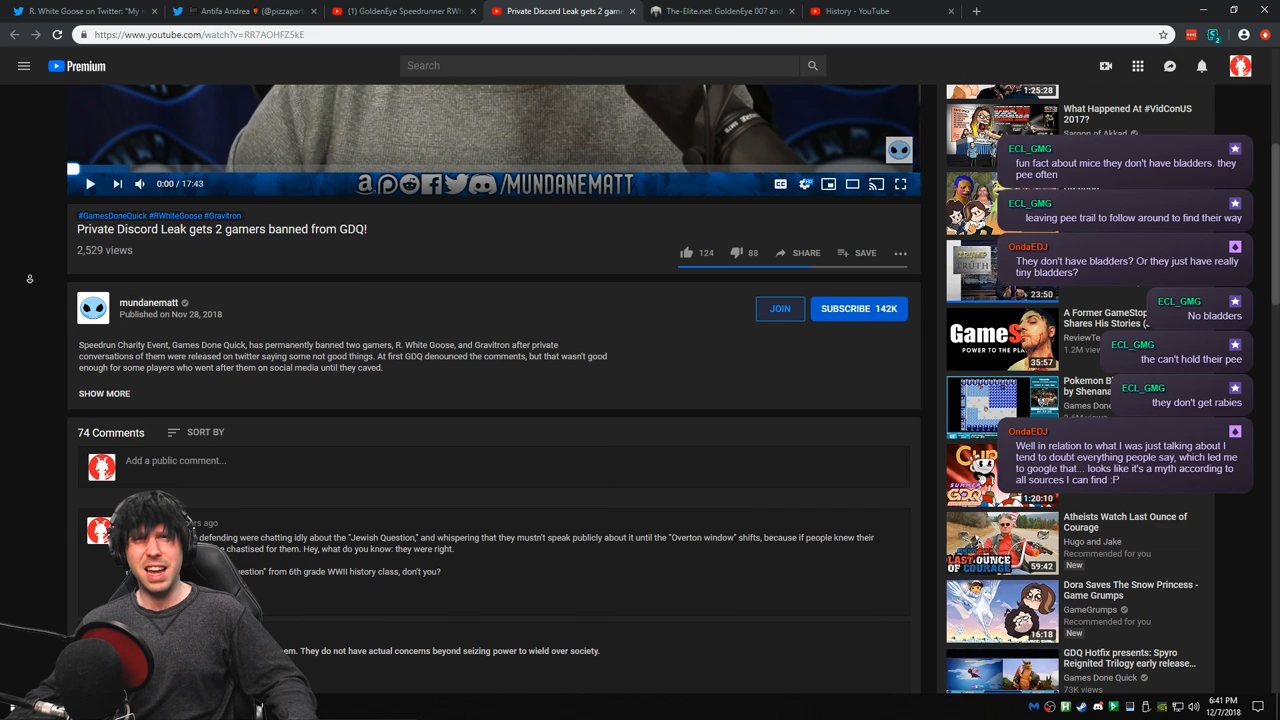 R. White Goose on Twitter: "My r
Antifa Andrea
(@pizzapart
(1) GoldenEye Speedrunner RWh
Private Discord Leak gets 2 game
The-Elite.net: GoldenEye 007 and
History - YouTube
https://www.youtube.com/watch?v=RR7AOHFZ5kE
Premium
Search
0:00 / 17:43
/MUNDANEMATT
#GamesDoneQuick #RWhiteGoose #Gravitron
Private Discord Leak gets 2 gamers banned from GDQ!
2,529 views
124
88
SHARE
SAVE
mundanematt
Published on Nov 28, 2018
JOIN
SUBSCRIBE 142K
Speedrun Charity Event, Games Done Quick, has permanently banned two gamers, R. White Goose, and Gravitron after private
conversations of them were released on twitter saying some not good things. At first GDQ denounced the comments, but that wasn't good
enough for some players who went after them on social media until they caved.
SHOW MORE
74 Comments
SORT BY
Add a public comment...
ago
defending were chatting idly about the "Jewish Question," and whispering that they mustn't speak publicly about it until the "Overton window" shifts, because if people knew their
chastised for them. Hey, what do you know: they were right.
from 6th grade WWII history class, don't you?
They do not have actual concerns beyond seizing power to wield over society.
1:25:28
What Happened At #VidConUS
2017?
Sargon of Akkad
TRUMP
TRUTH
23:50
A Former GameStop
Shares His Stories
ReviewTe
1.2M
GAMES
POWER TO THE PLA
35:57
Pokemon Bl
by Shenana
Games Done
SUMMER
GDQ
1:20:10
Atheists Watch Last Ounce of
Courage
Hugo and Jake
Recommended for you
New
LAST OUNCE
OF COURAGE
59:42
Dora Saves The Snow Princess -
Game Grumps
GameGrumps
Recommended for you
New
16:18
GDQ Hotfix presents: Spyro
Reignited Trilogy early release...
Games Done Quick
73K views
ECL_GMG
fun fact about mice they don't have bladders. they
pee often
ECL_GMG
leaving pee trail to follow around to find their way
OndaEDJ
They don't have bladders? Or they just have really
tiny bladders?
ECL_GMG
No bladders
ECL_GMG
the can't hold their pee
ECL_GMG
they don't get rabies
OndaEDJ
Well in relation to what I was just talking about I
tend to doubt everything people say, which led me
to google that... looks like it's a myth according to
all sources I can find :P
6:41 PM
12/7/2018